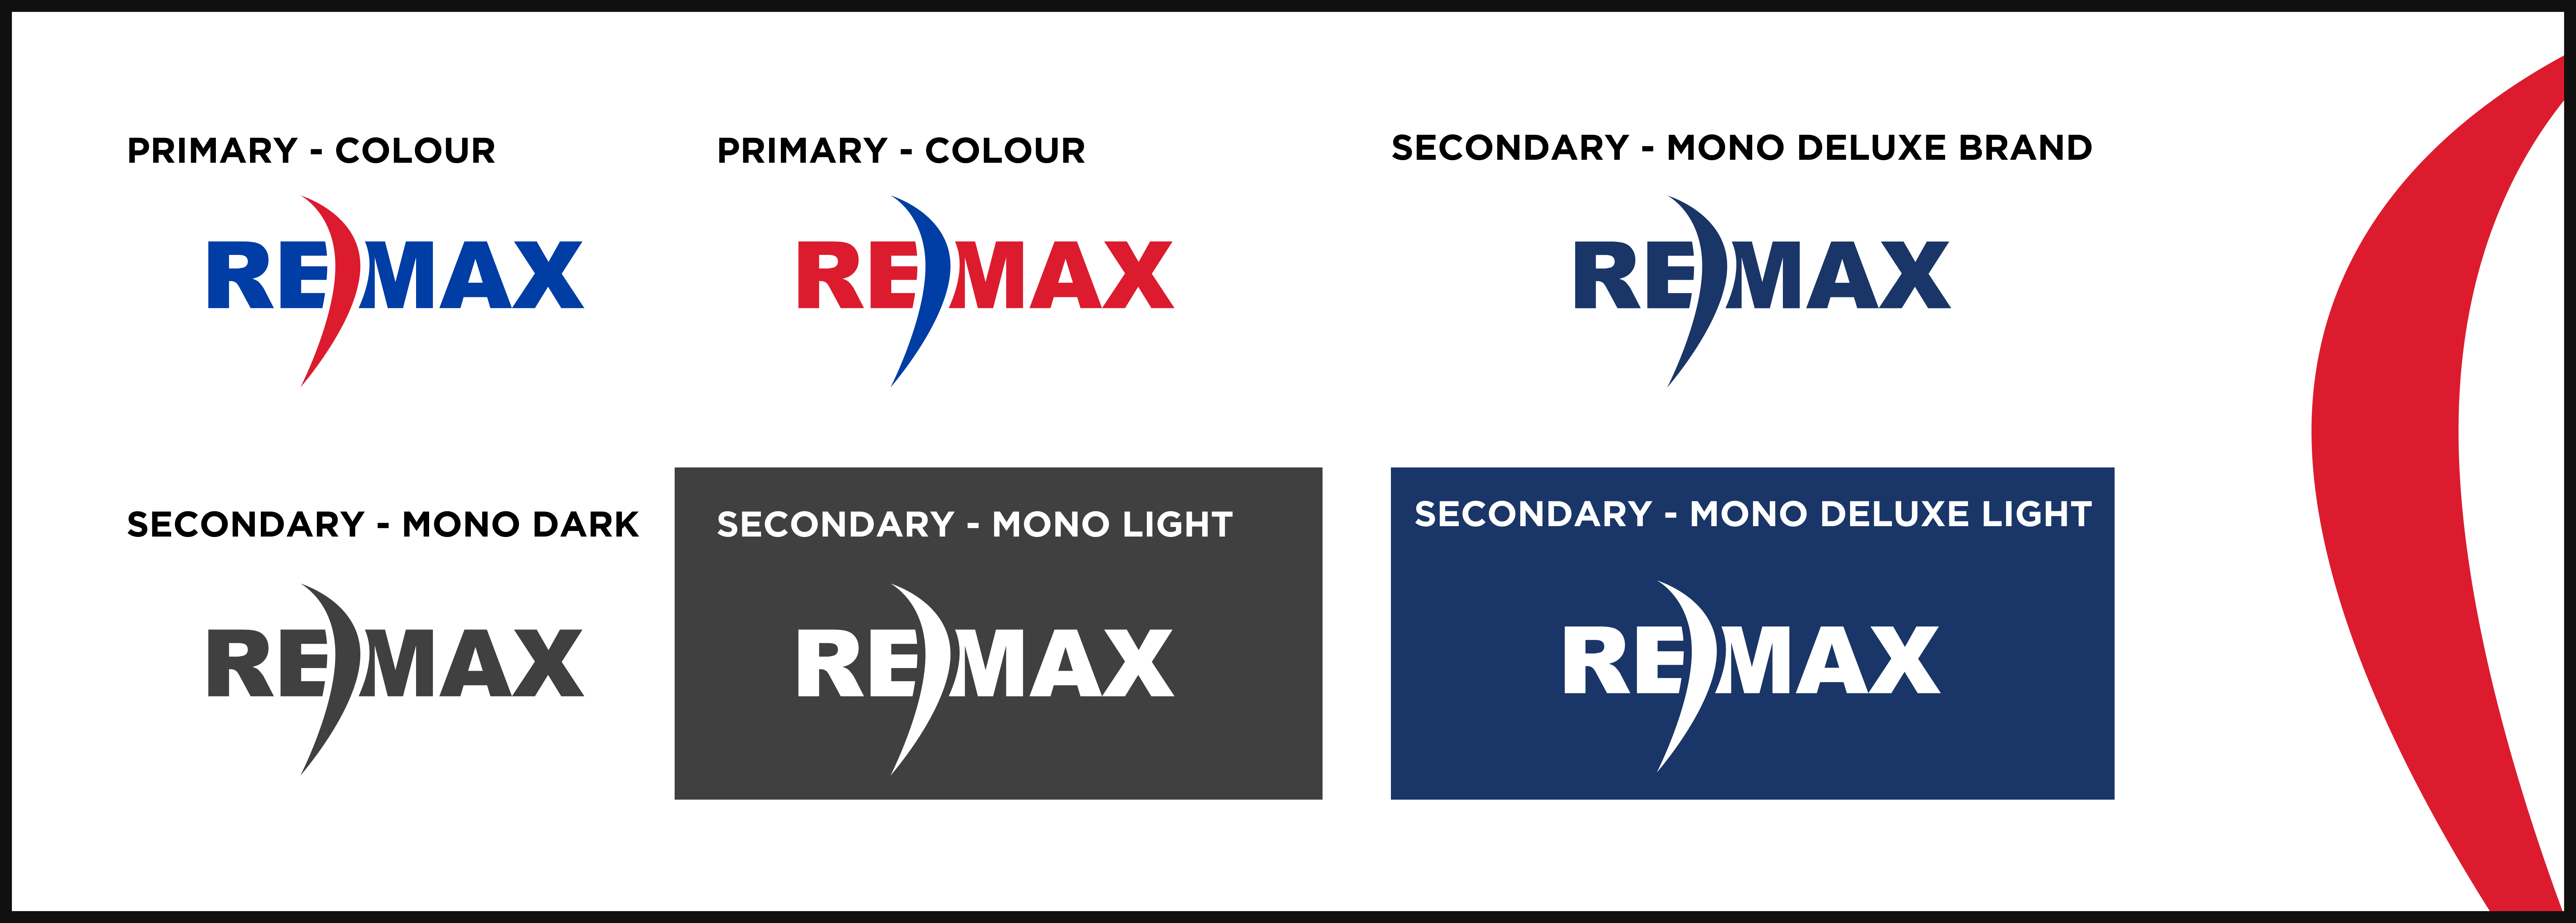 PRIMARY - COLOUR
REMAX
PRIMARY - COLOUR
REMAX
SECONDARY - MONO DELUXE BRAND
REMAX
SECONDARY - MONO DARK
REMAX
SECONDARY - MONO LIGHT
REMAX
SECONDARY - MONO DELUXE LIGHT
REMAX